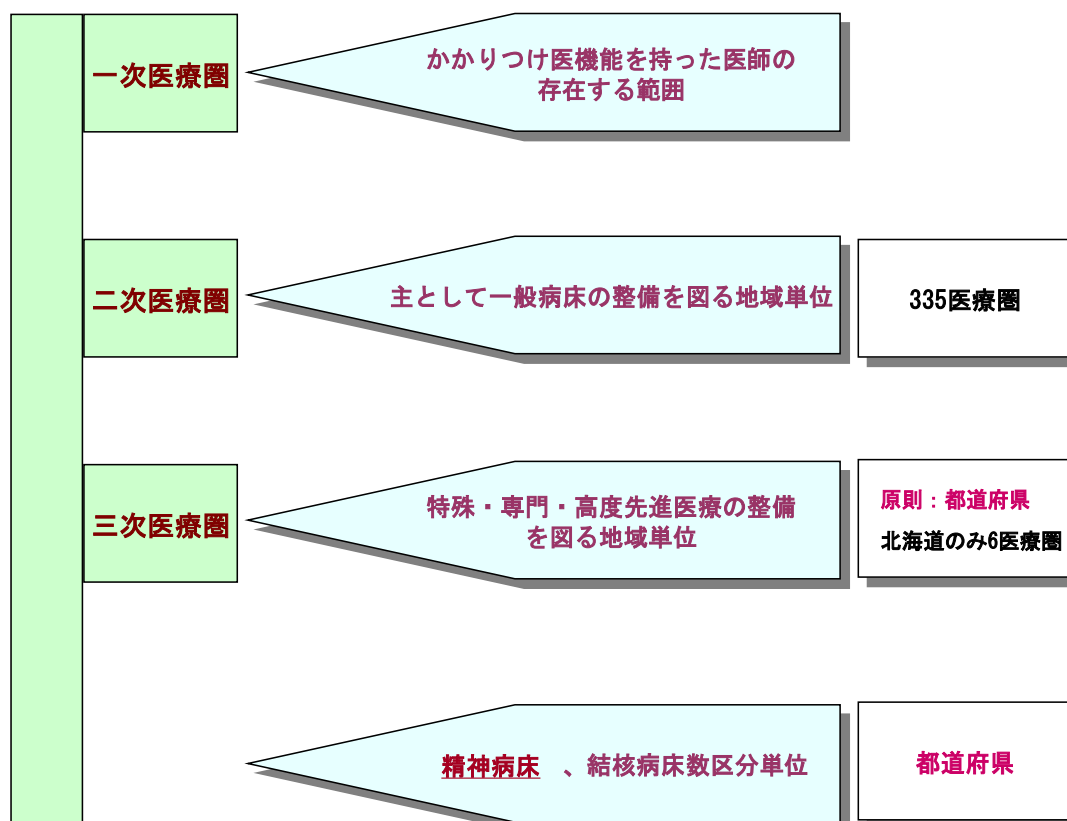 一次医療圏
かかりつけ医機能を持った医師の
存在する範囲
二次医療圏
主として一般病床の整備を図る地域単位
335医療圏
三次医療圏
特殊・専門・高度先進医療の整備
を図る地域単位
原則：都道府県
北海道のみ6医療圏
精神病床 、結核病床数区分単位
都道府県